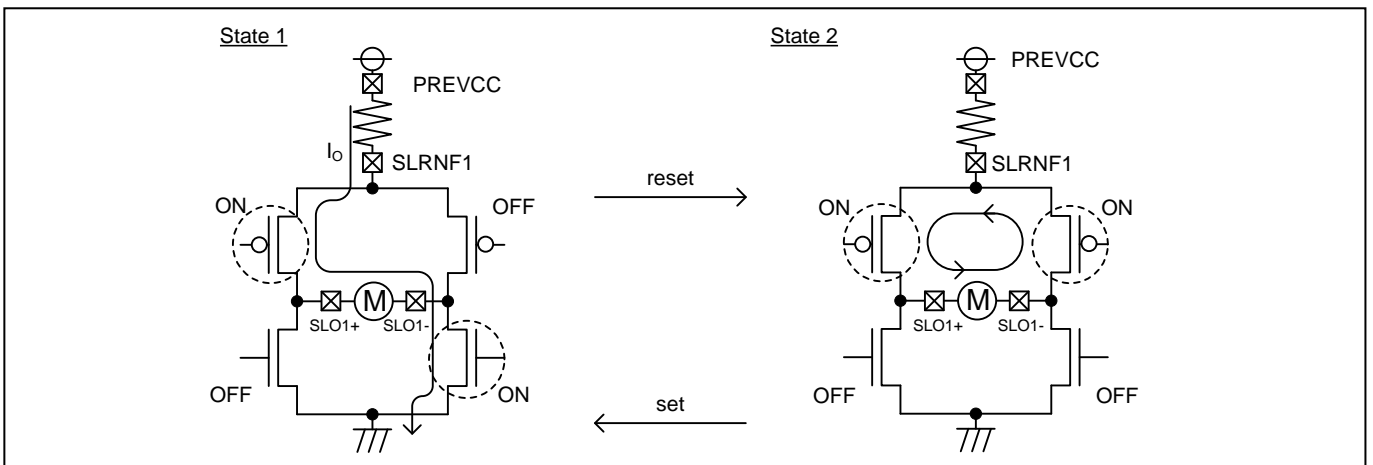 State 1
PREVCC
IO
SLRNF1
ON
OFF
M
SLO1+
SLO1-
OFF
ON
reset
set
State 2
PREVCC
SLRNF1
ON
ON
M
SLO1+
SLO1-
OFF
OFF